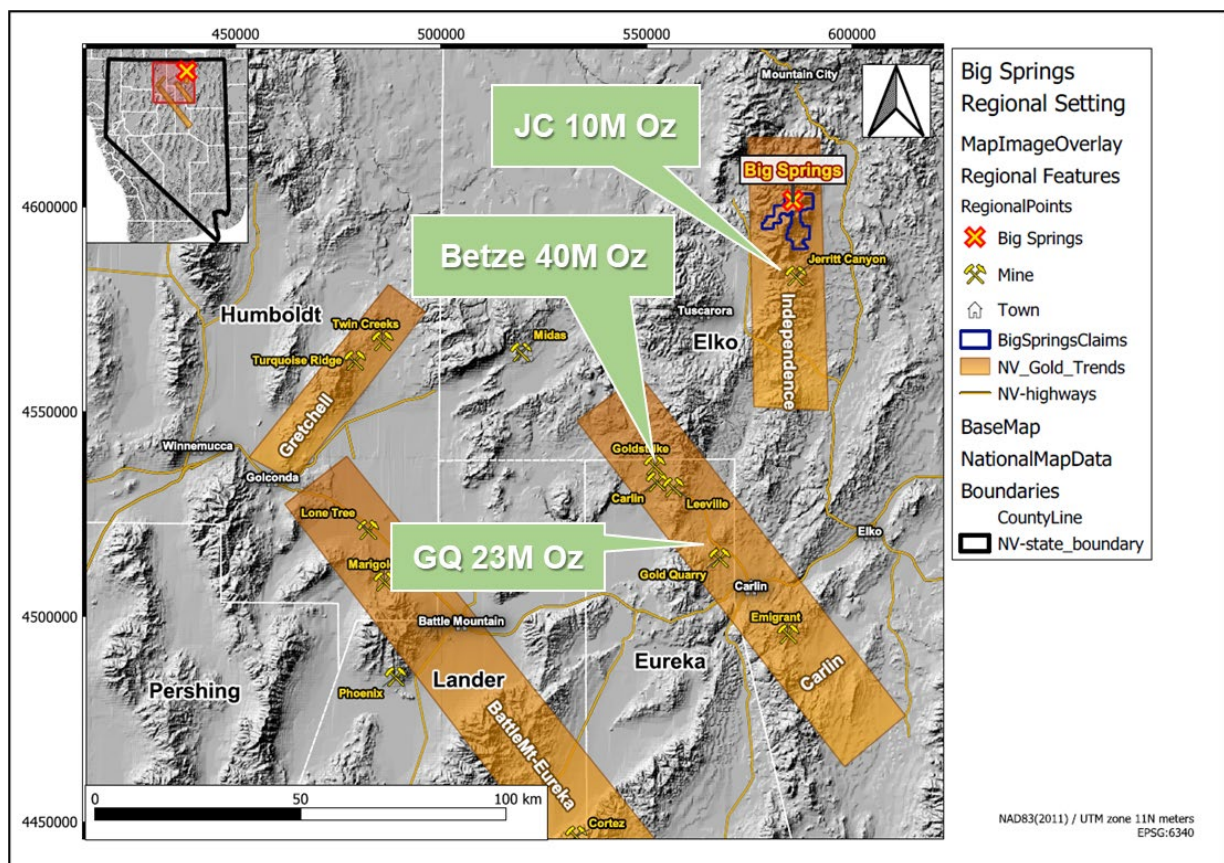 450000
500000
550000
600000
4600000
4550000
4500000
4450000
Mountain City
JC 10M Oz
Big Springs
Betze 40M Oz
Jerritt Canyon
Independence
Humboldt
Twin Creeks
Turquoise Ridge
Getchell
Midas
Tuscarora
Elko
Winnemucca
Golconda
Goldstrike
Carlin
Leeville
Lone Tree
Elko
GQ 23M Oz
Marigold
Gold Quarry
Carlin
Battle Mountain
Emigrant
Eureka
Carlin
Pershing
Phoenix
Lander
BattleMt-Eureka
Cortez
0
50
100 km
Big Springs
Regional Setting
MapImageOverlay
Regional Features
RegionalPoints
Big Springs
Mine
Town
BigSpringsClaims
NV_Gold_Trends
NV-highways
BaseMap
NationalMapData
Boundaries
CountyLine
NV-state_boundary
NAD83(2011) / UTM zone 11N meters
EPSG:6340